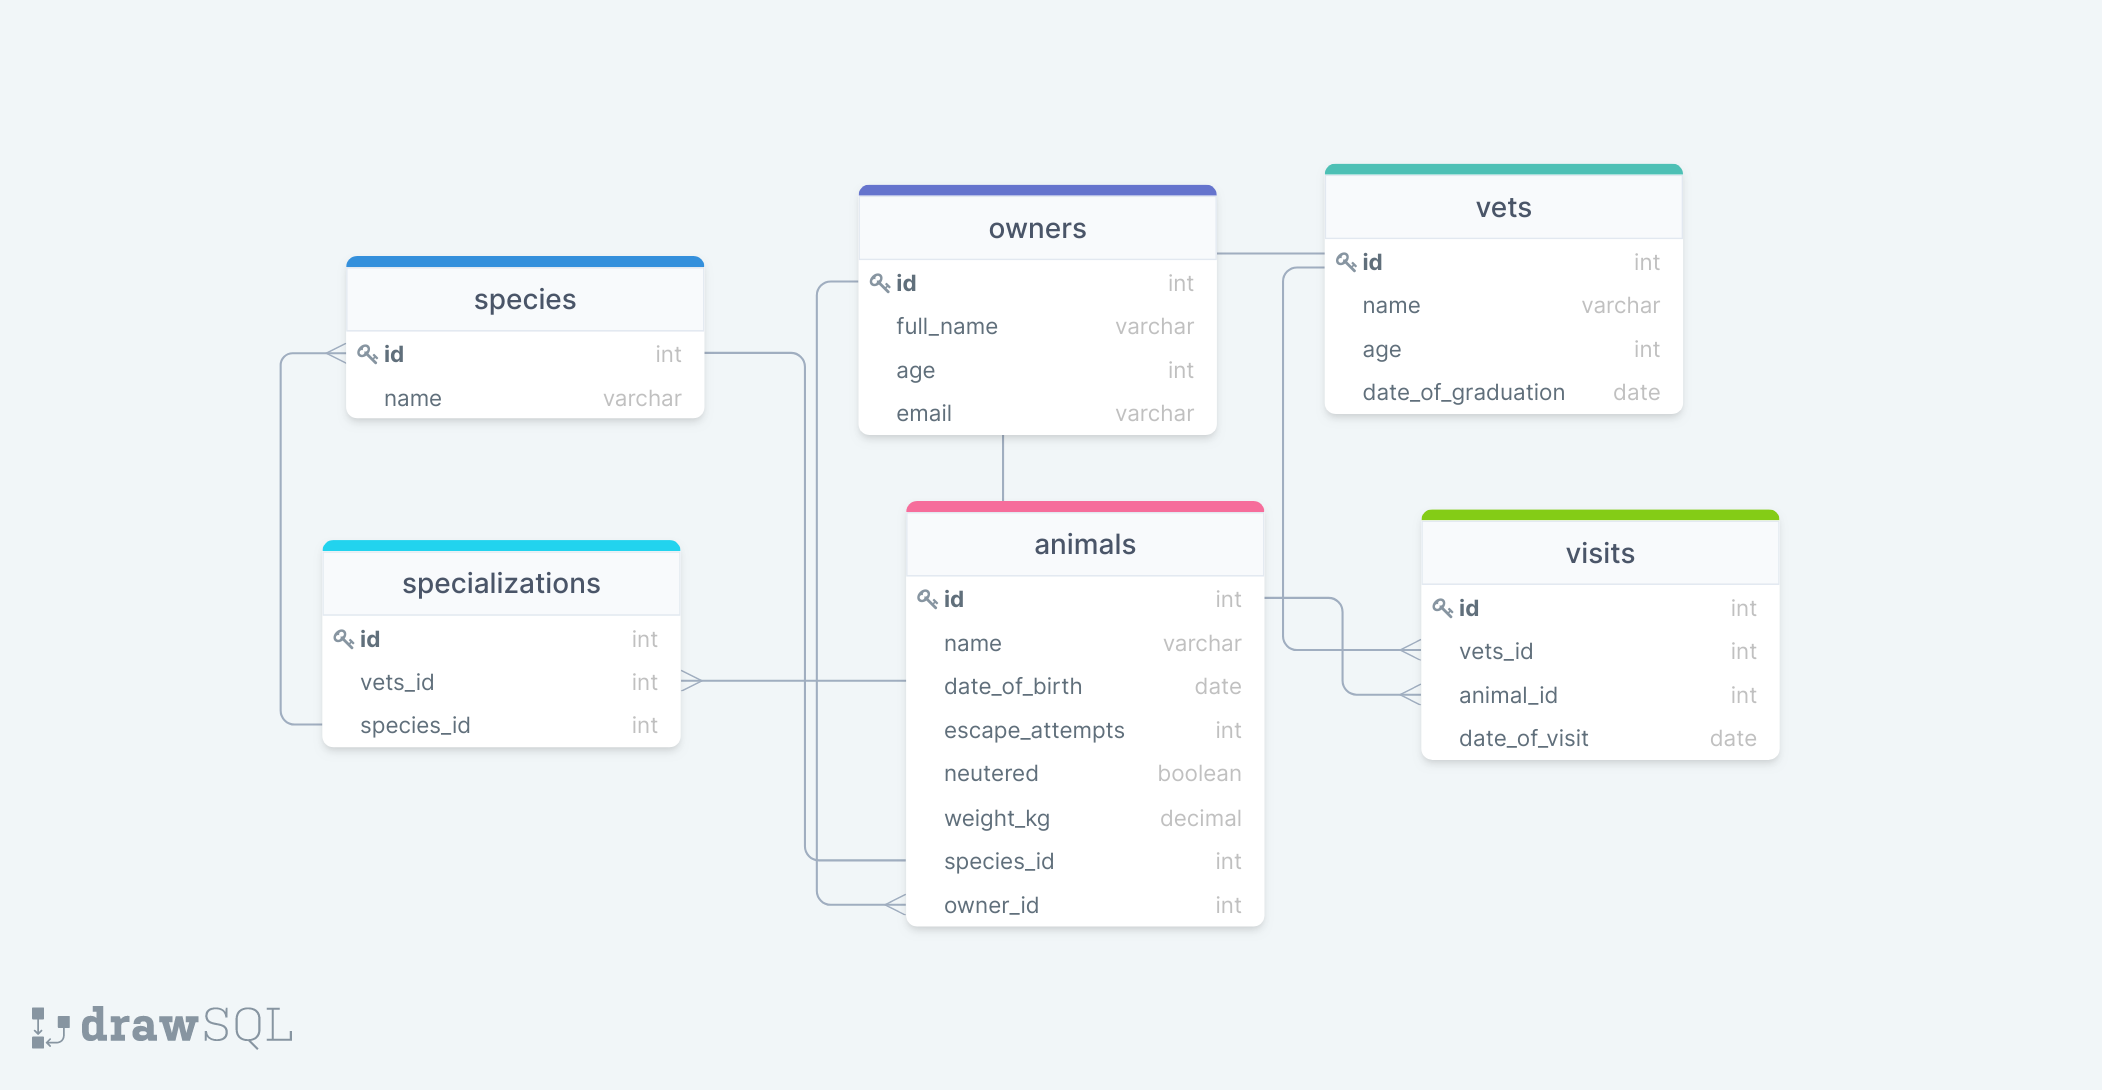 species
id int
name varchar
specializations
id int
vets_id int
species_id int
owners
id int
full_name varchar
age int
email varchar
animals
id int
name varchar
date_of_birth date
escape_attempts int
neutered boolean
weight_kg decimal
species_id int
owner_id int
vets
id int
name varchar
age int
date_of_graduation date
visits
id int
vets_id int
animal_id int
date_of_visit date
drawSQL